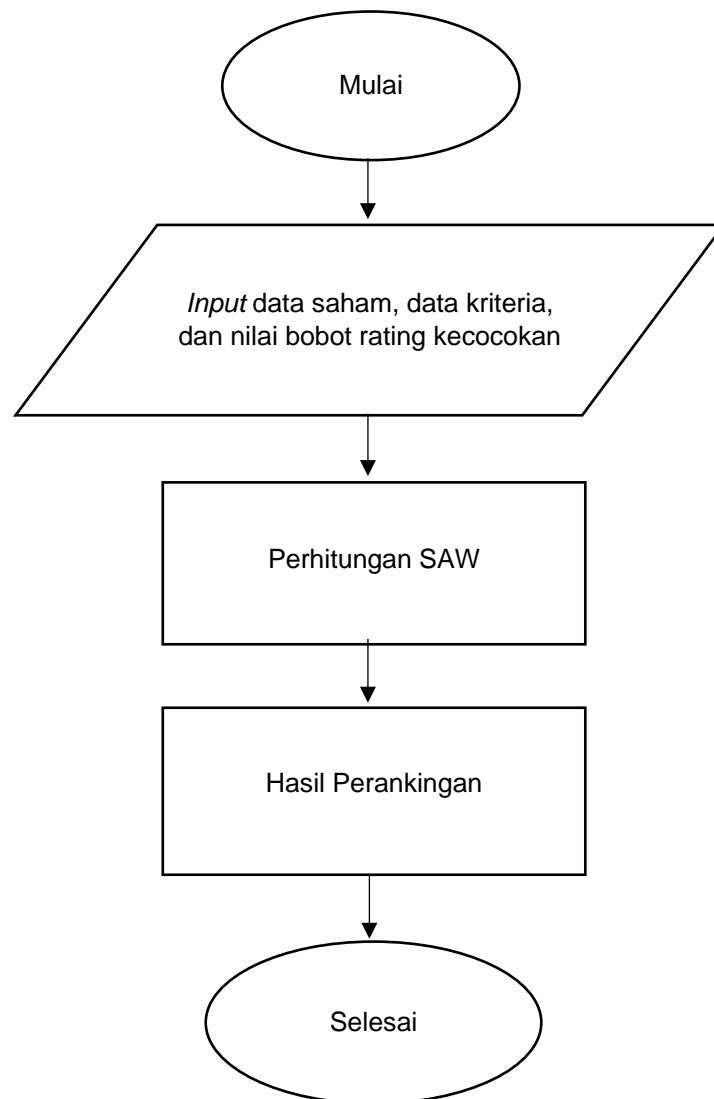 Mulai
Input data saham, data kriteria,
dan nilai bobot rating kecocokan
Perhitungan SAW
Hasil Perankingan
Selesai